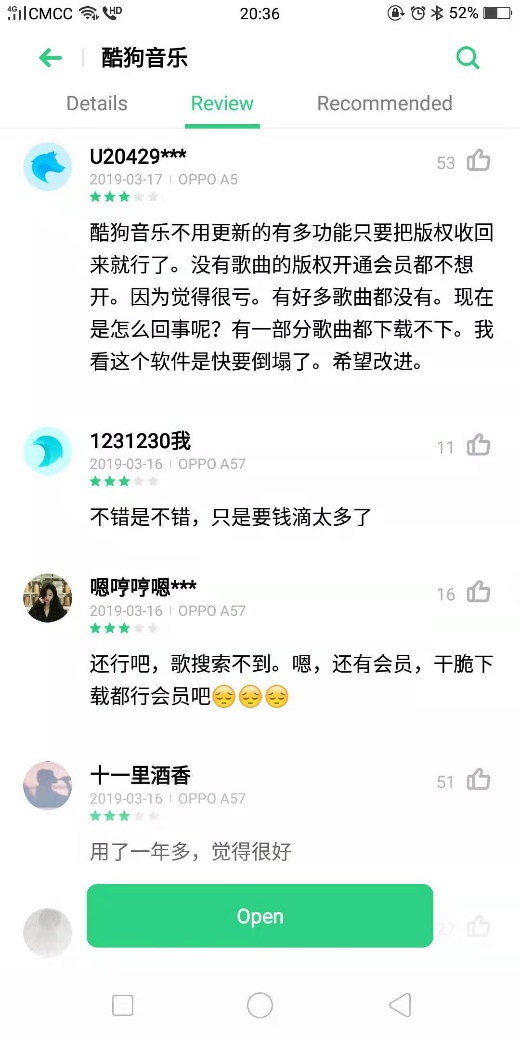 4G CMCC HD 20:36 52%
酷狗音乐
Details Review Recommended
U20429***
53
2019-03-17 OPPO A5
酷狗音乐不用更新的有多功能只要把版权收回
来就行了。没有歌曲的版权开通会员都不想
开。因为觉得很亏。有好多歌曲都没有。现在
是怎么回事呢？有一部分歌曲都下载不下。我
看这个软件是快要倒塌了。希望改进。
1231230我
11
2019-03-16 OPPO A57
不错是不错，只是要钱滴太多了
嗯哼哼嗯***
16
2019-03-16 OPPO A57
还行吧，歌搜索不到。嗯，还有会员，干脆下
载都行会员吧😔😔😔
十一里酒香
51
2019-03-16 OPPO A57
用了一年多，觉得很好
Open
27